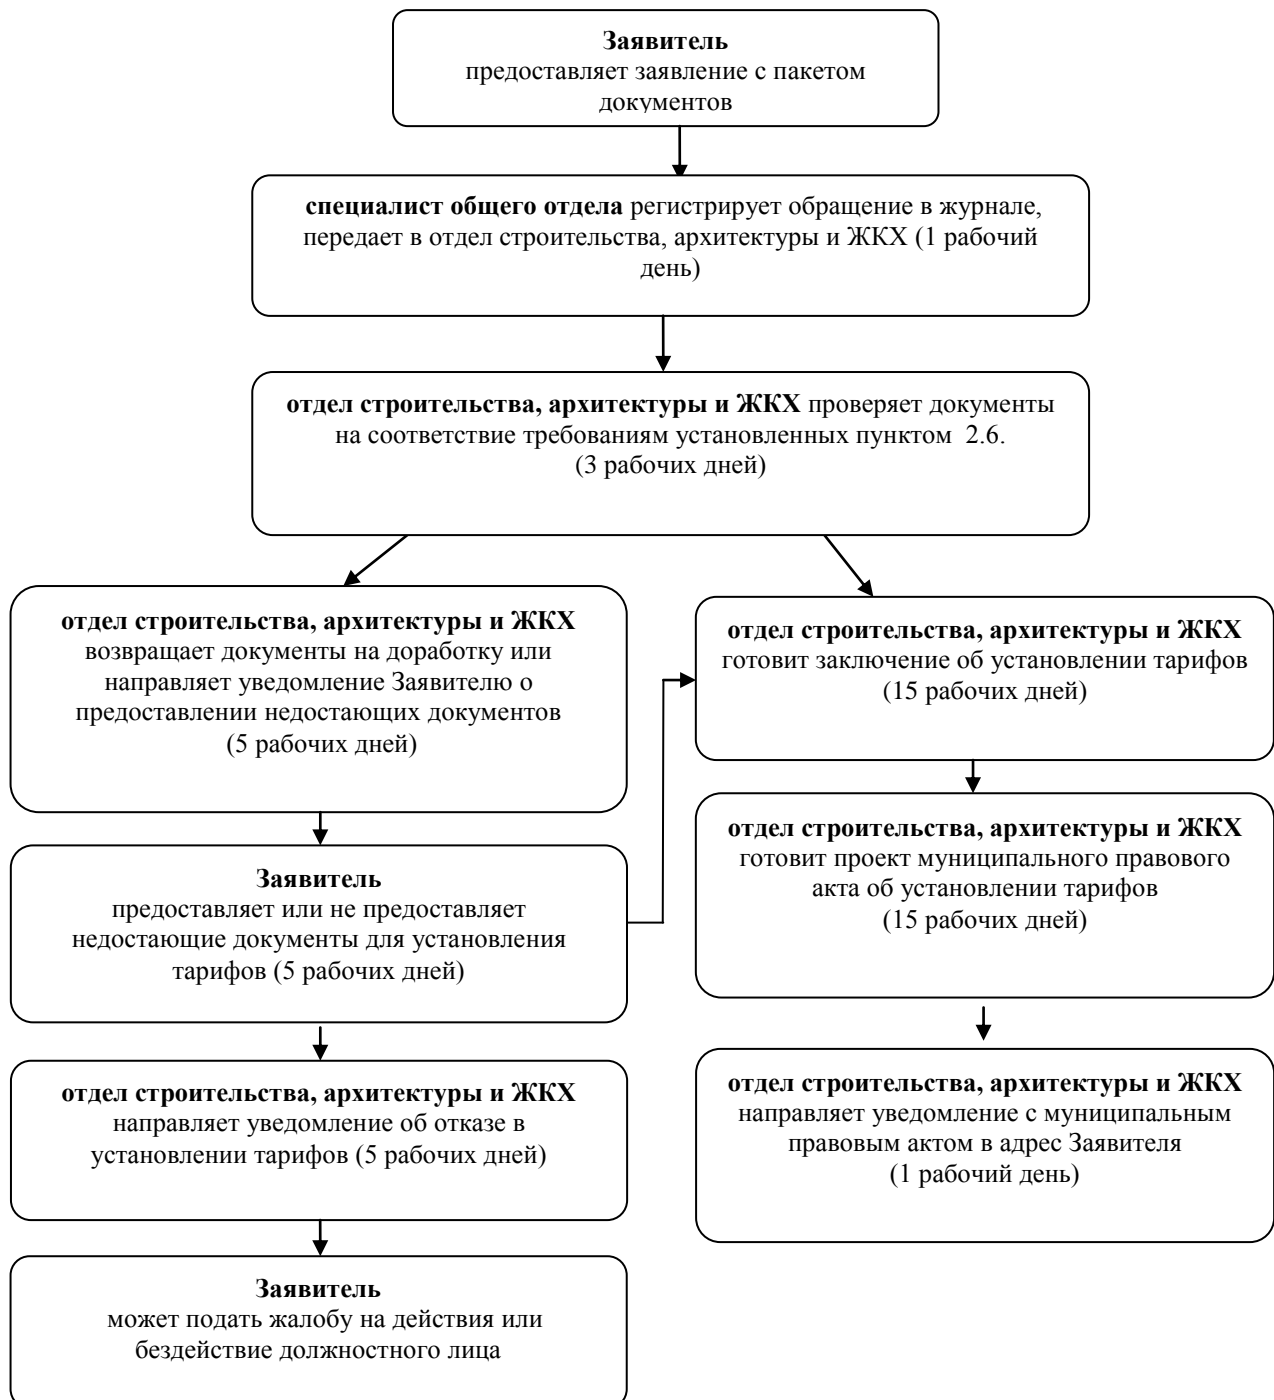 Заявитель
предоставляет заявление с пакетом
документов
специалист общего отдела регистрирует обращение в журнале,
передает в отдел строительства, архитектуры и ЖКХ (1 рабочий
день)
отдел строительства, архитектуры и ЖКХ проверяет документы
на соответствие требованиям установленных пунктом 2.6.
(3 рабочих дней)
отдел строительства, архитектуры и ЖКХ
возвращает документы на доработку или
направляет уведомление Заявителю о
предоставлении недостающих документов
(5 рабочих дней)
Заявитель
предоставляет или не предоставляет
недостающие документы для установления
тарифов (5 рабочих дней)
отдел строительства, архитектуры и ЖКХ
направляет уведомление об отказе в
установлении тарифов (5 рабочих дней)
Заявитель
может подать жалобу на действия или
бездействие должностного лица
отдел строительства, архитектуры и ЖКХ
готовит заключение об установлении тарифов
(15 рабочих дней)
отдел строительства, архитектуры и ЖКХ
готовит проект муниципального правового
акта об установлении тарифов
(15 рабочих дней)
отдел строительства, архитектуры и ЖКХ
направляет уведомление с муниципальным
правовым актом в адрес Заявителя
(1 рабочий день)